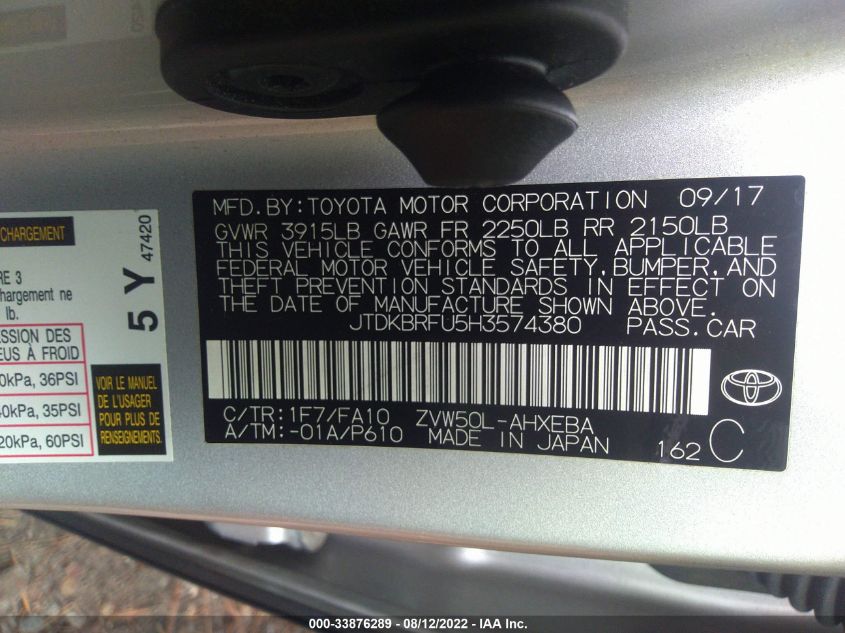 CHARGEMENT
RE 3
hargement ne
lb.
5 Y 47420
ESSION DES
EUS À FROID
0kPa, 36PSI
40kPa, 35PSI
20kPa, 60PSI
VOIR LE MANUEL
DE L'USAGER
POUR PLUS DE
RENSEIGNEMENTS.
MFD.BY:TOYOTA MOTOR CORPORATION 09/17
GVWR 3915LB GAWR FR 2250LB RR 2150LB
THIS VEHICLE CONFORMS TO ALL APPLICABLE
FEDERAL MOTOR VEHICLE SAFETY,BUMPER,AND
THEFT PREVENTION STANDARDS IN EFFECT ON
THE DATE OF MANUFACTURE SHOWN ABOVE.
JTDKBRFU5H3574380 PASS.CAR
C/TR:1F7/FA10 ZVW50L-AHXEBA
A/TM:-01A/P610 MADE IN JAPAN 162 C
000-33876289 - 08/12/2022 - IAA Inc.